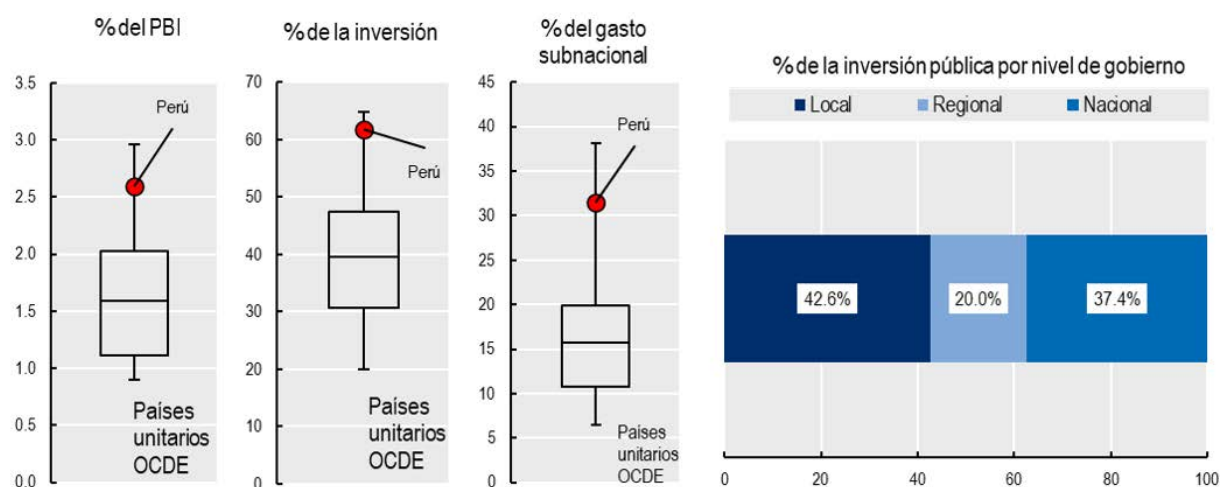 % del PBI
3.5
3.0
2.5
2.0
1.5
1.0
0.5
0.0
Perú
Países
unitarios
OCDE
% de la inversión
70
60
50
40
30
20
10
0
Perú
Países
unitarios
OCDE
% del gasto
subnacional
45
40
35
30
25
20
15
10
5
0
Perú
Países
unitarios
OCDE
% de la inversión pública por nivel de gobierno
Local Regional Nacional
42.6% 20.0% 37.4%
0 20 40 60 80 100